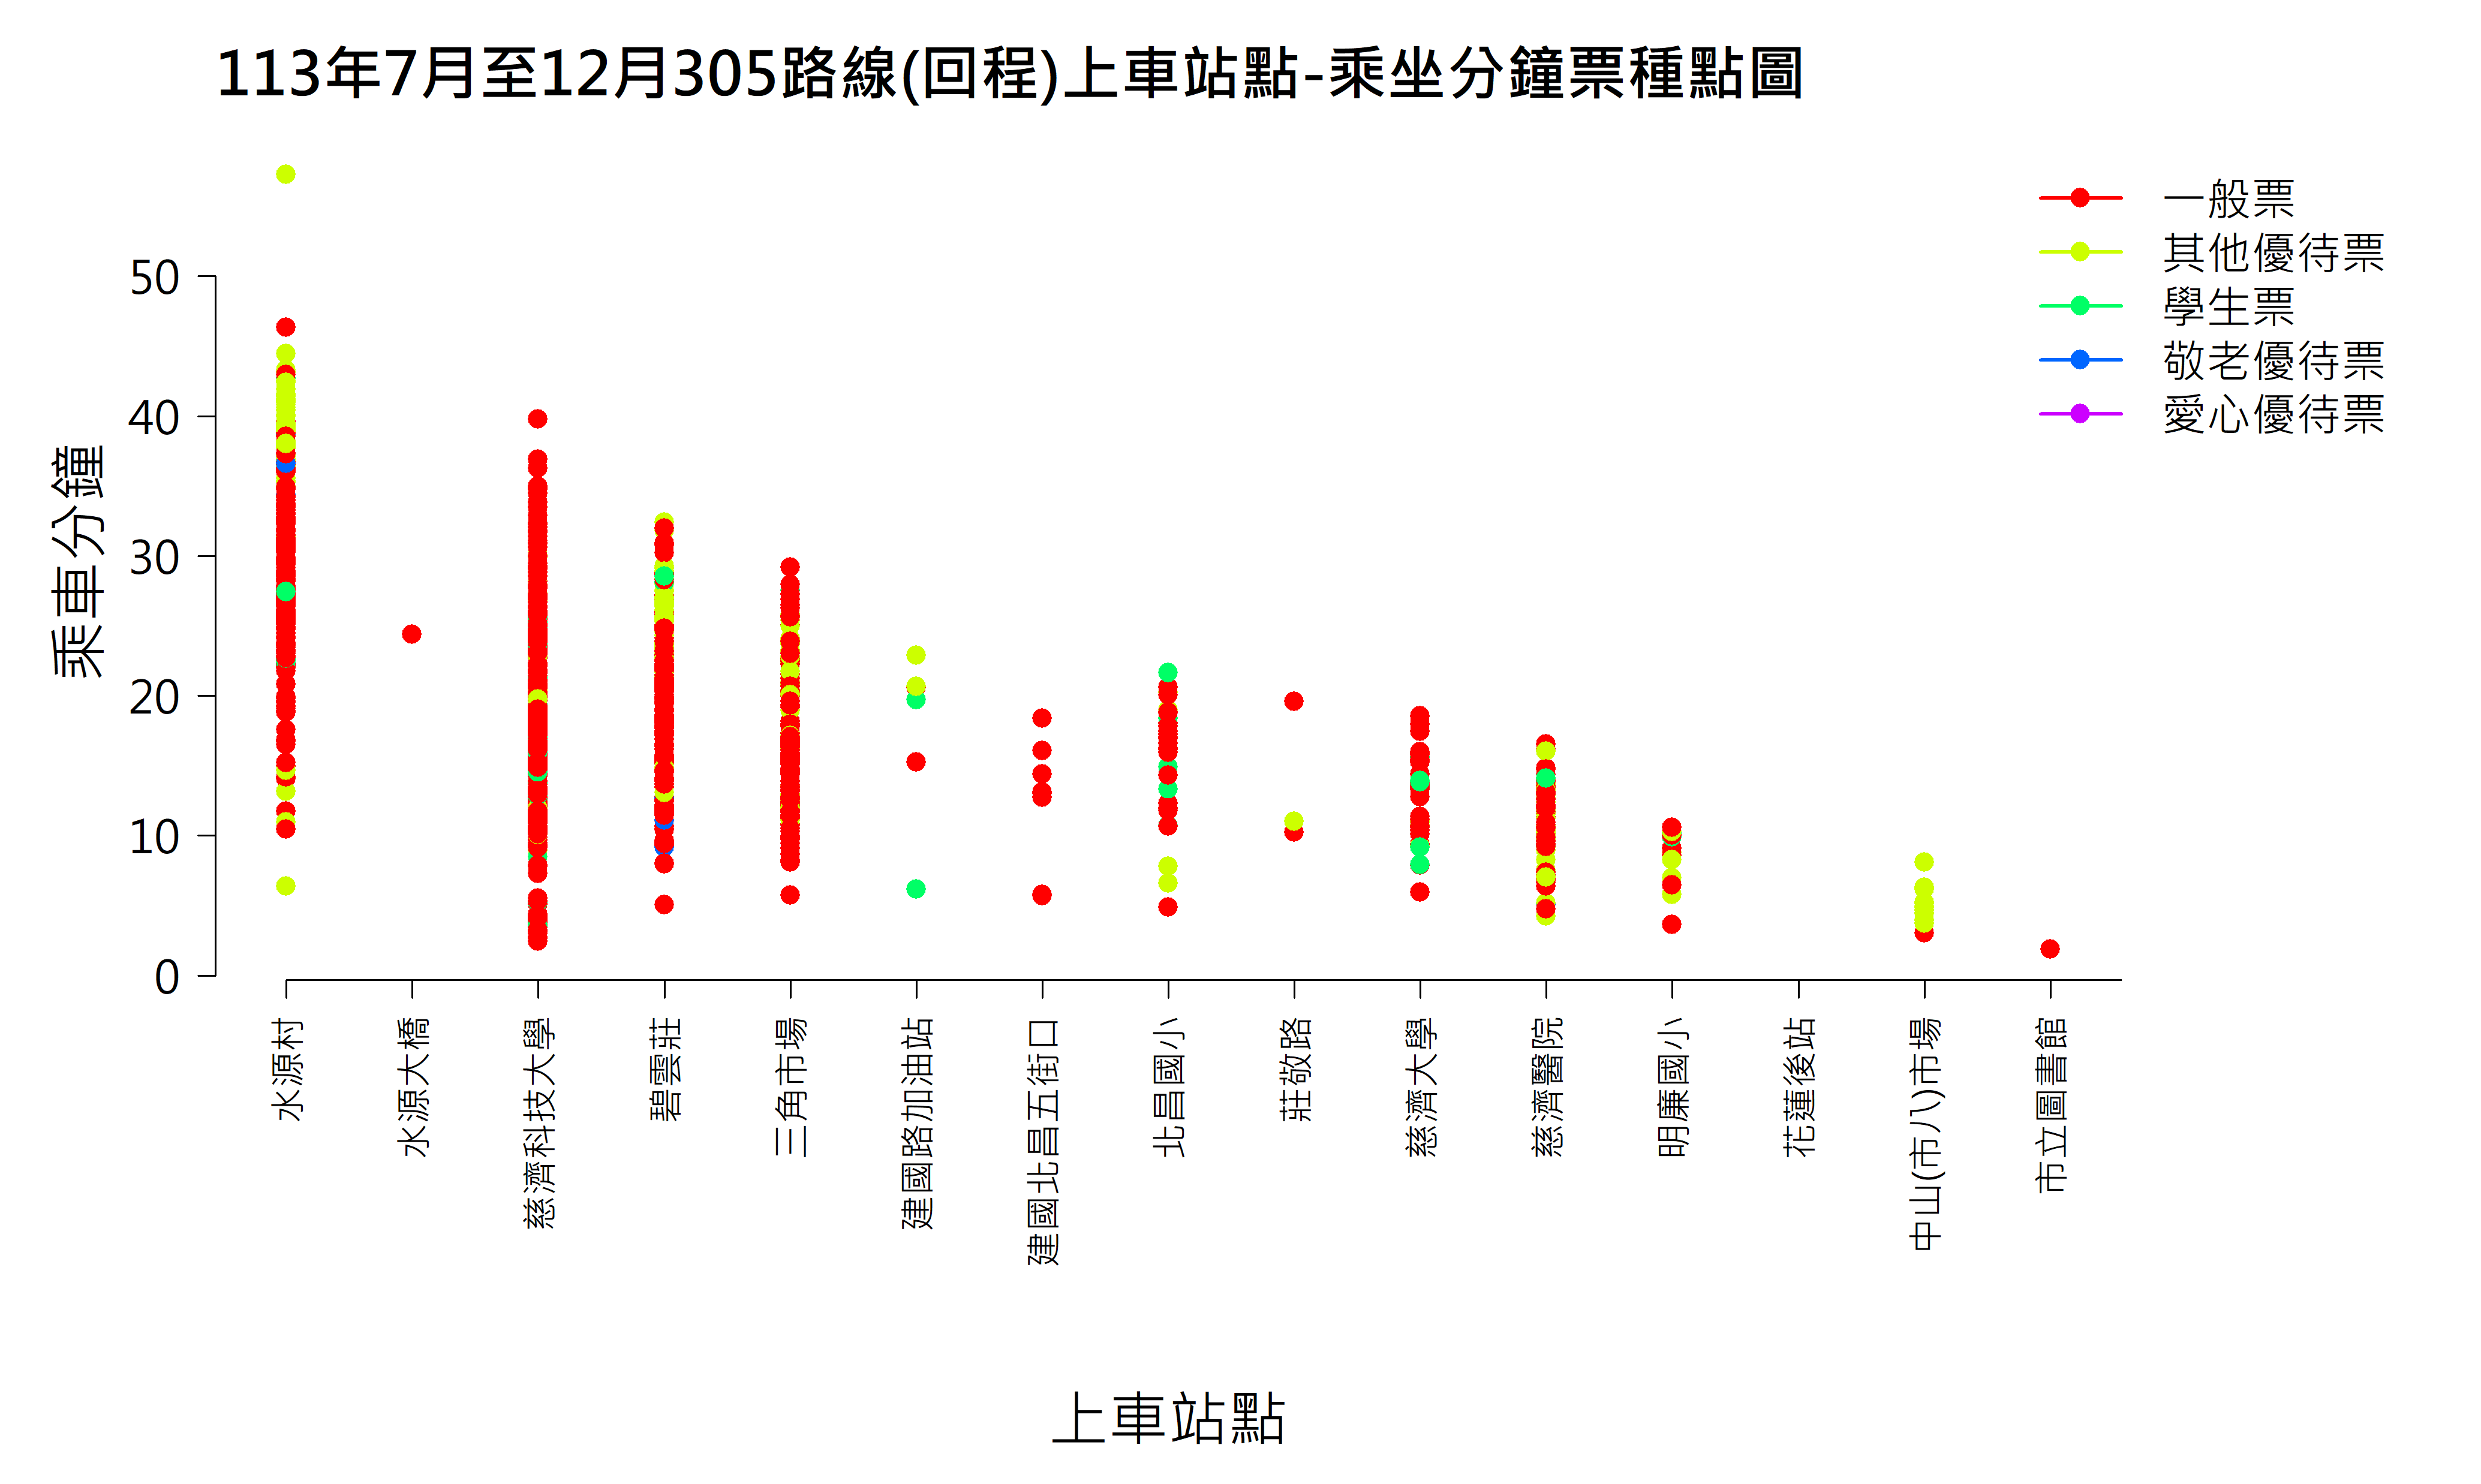 113年7月至12月305路線(回程)上車站點-乘坐分鐘票種點圖
一般票
其他優待票
學生票
敬老優待票
愛心優待票
乘車分鐘
50
40
30
20
10
0
水源村
水源大橋
慈濟科技大學
碧雲莊
三角市場
建國路加油站
建國北昌五街口
北昌國小
莊敬路
慈濟大學
慈濟醫院
明廉國小
花蓮後站
中山(市八)市場
市立圖書館
上車站點